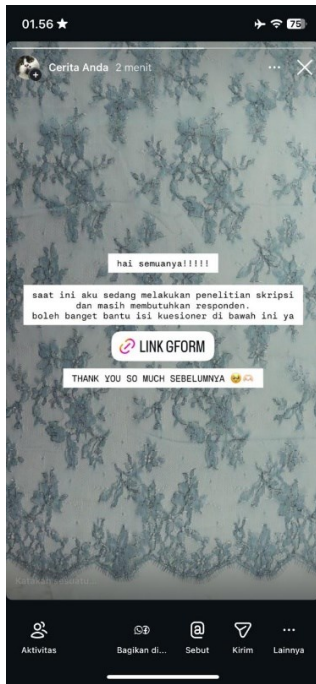 01.56 ★
75
Cerita Anda 2 menit
hai semuanya!!!!!
saat ini aku sedang melakukan penelitian skripsi
dan masih membutuhkan responden.
boleh banget bantu isi kuesioner di bawah ini ya
LINK GFORM
THANK YOU SO MUCH SEBELUMNYA 🥹🫶🏻
Katakan sesuatu...
Aktivitas
Bagikan di...
Sebut
Kirim
Lainnya